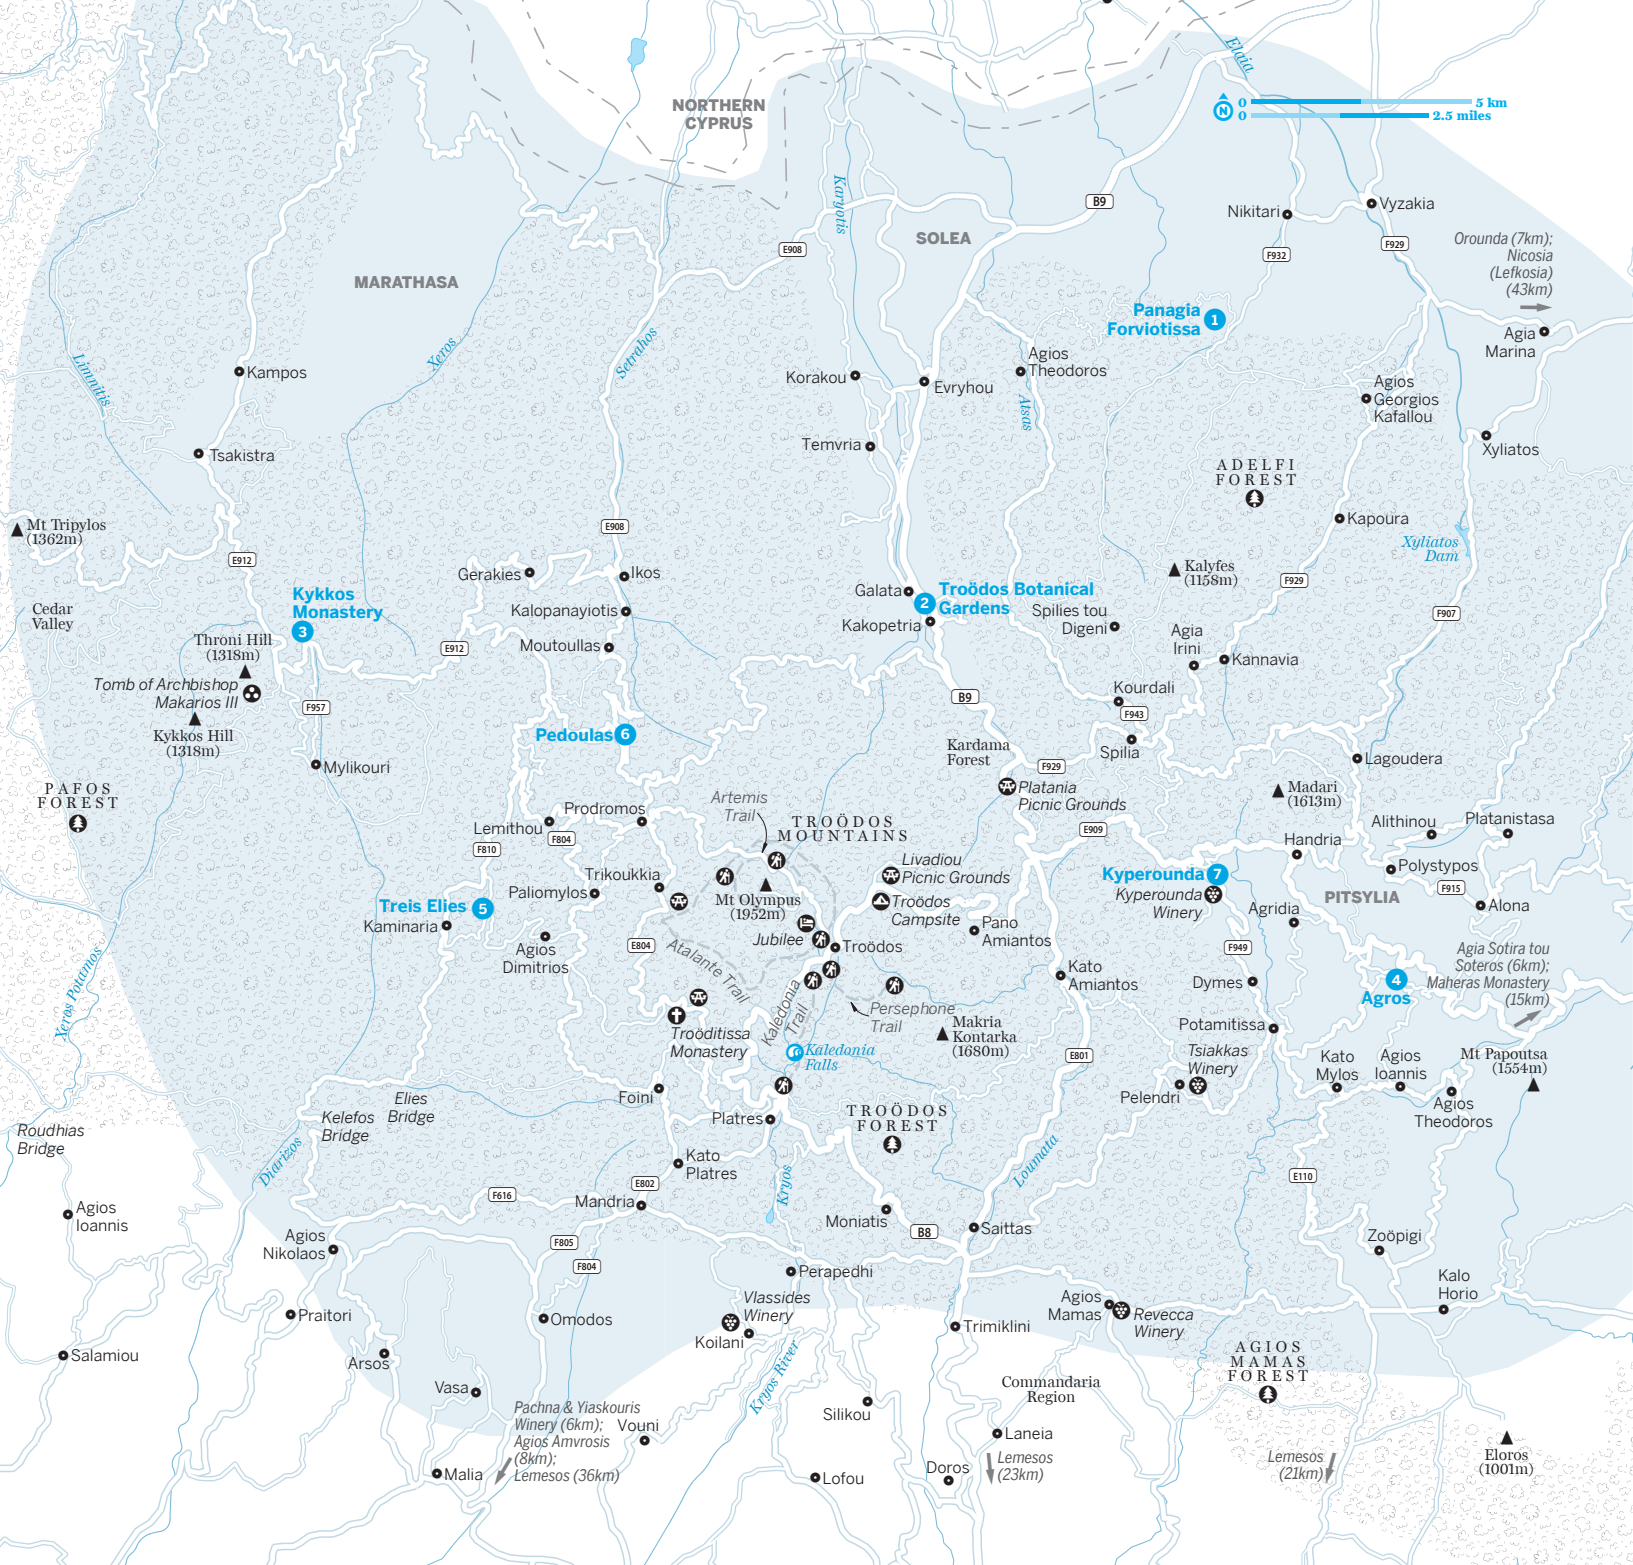 Elaia
0
5 km
N
0
2.5 miles
NORTHERN
CYPRUS
Karyotis
B9
Nikitari
Vyzakia
SOLEA
E908
F932
F929
Orounda (7km);
Nicosia
(Lefkosia)
(43km)
MARATHASA
Panagia
Forviotissa
1
Agia
Marina
Limnitis
Xeros
Setrahos
Kampos
Korakou
Evryhou
Agios
Theodoros
Atsas
Agios
Georgios
Kafallou
Temvria
Xyliatos
Tsakistra
ADELFI
FOREST
Mt Tripylos
(1362m)
E908
Kapoura
Xyliatos
Dam
E912
Gerakies
Ikos
Kalyfes
(1158m)
F929
Kykkos
Monastery
3
Cedar
Valley
Kalopanayiotis
Galata
2
Troödos Botanical
Gardens
Kakopetria
Spilies tou
Digeni
F907
Throni Hill
(1318m)
E912
Moutoullas
Agia
Irini
Kannavia
Tomb of Archbishop
Makarios III
F957
B9
Kourdali
F943
Kykkos Hill
(1318m)
Pedoulas
6
Kardama
Forest
Spilia
Mylikouri
F929
Lagoudera
PAFOS
FOREST
Artemis
Trail
Platania
Picnic Grounds
Madari
(1613m)
Prodromos
TROÖDOS
MOUNTAINS
E909
Alithinou
Platanistasa
Lemithou
F804
Handria
F810
Livadiou
Picnic Grounds
Kyperounda
7
Polystypos
Trikoukkia
Paliomylos
Mt Olympus
(1952m)
Troödos
Campsite
Kyperounda
Winery
PITSYLIA
F915
Alona
Treis Elies
5
Agridia
Kaminaria
Jubilee
Troödos
Pano
Amiantos
Agios
Dimitrios
E804
F949
Agia Sotira tou
Soteros (6km);
Maheras Monastery
(15km)
Atalante Trail
Kato
Amiantos
Dymes
4
Agros
Xeros Potamos
Kaledonia
Trail
Persephone
Trail
Troöditissa
Monastery
Makria
Kontarka
(1680m)
Potamitissa
Kaledonia
Falls
E801
Tsiakkas
Winery
Kato
Mylos
Agios
Ioannis
Mt Papoutsa
(1554m)
Elies
Bridge
Foini
Pelendri
Kelefos
Bridge
Platres
TROÖDOS
FOREST
Agios
Theodoros
Roudhias
Bridge
Diarizos
Kato
Platres
Kryos
Loumata
E110
F616
E802
Mandria
Agios
Ioannis
Moniatis
B8
Saittas
Agios
Nikolaos
F805
F804
Zoöpigi
Perapedhi
Kalo
Horio
Praitori
Vlassides
Winery
Agios
Mamas
Revecca
Winery
Omodos
Koilani
Trimiklini
Salamiou
Arsos
Kryos River
AGIOS
MAMAS
FOREST
Vasa
Commandaria
Region
Pachna & Yiaskouris
Winery (6km);
Agios Amvrosis
(8km);
Lemesos (36km)
Vouni
Silikou
Laneia
Malia
Lofou
Doros
Lemesos
(23km)
Lemesos
(21km)
Eloros
(1001m)